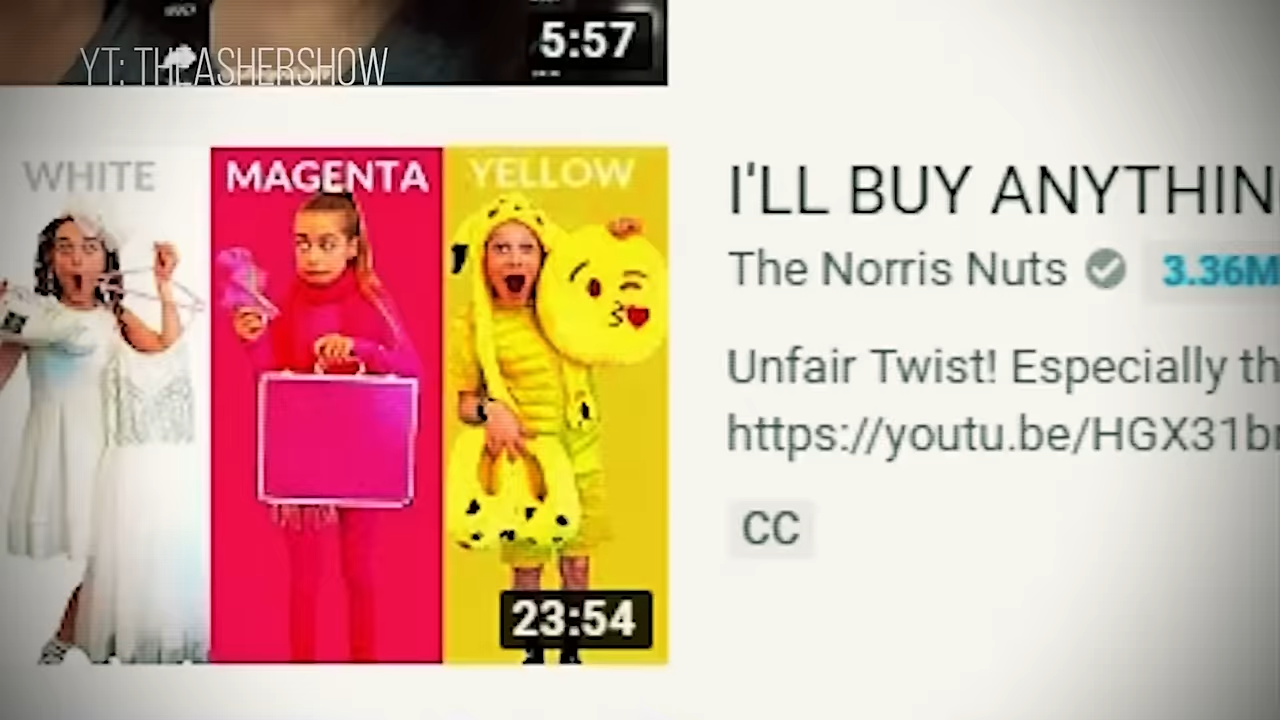 5:57
YT: THEASHERSHOW
WHITE
MAGENTA
YELLOW
23:54
I'LL BUY ANYTHIN
The Norris Nuts
3.36M
Unfair Twist! Especially th
https://youtu.be/HGX31b
CC